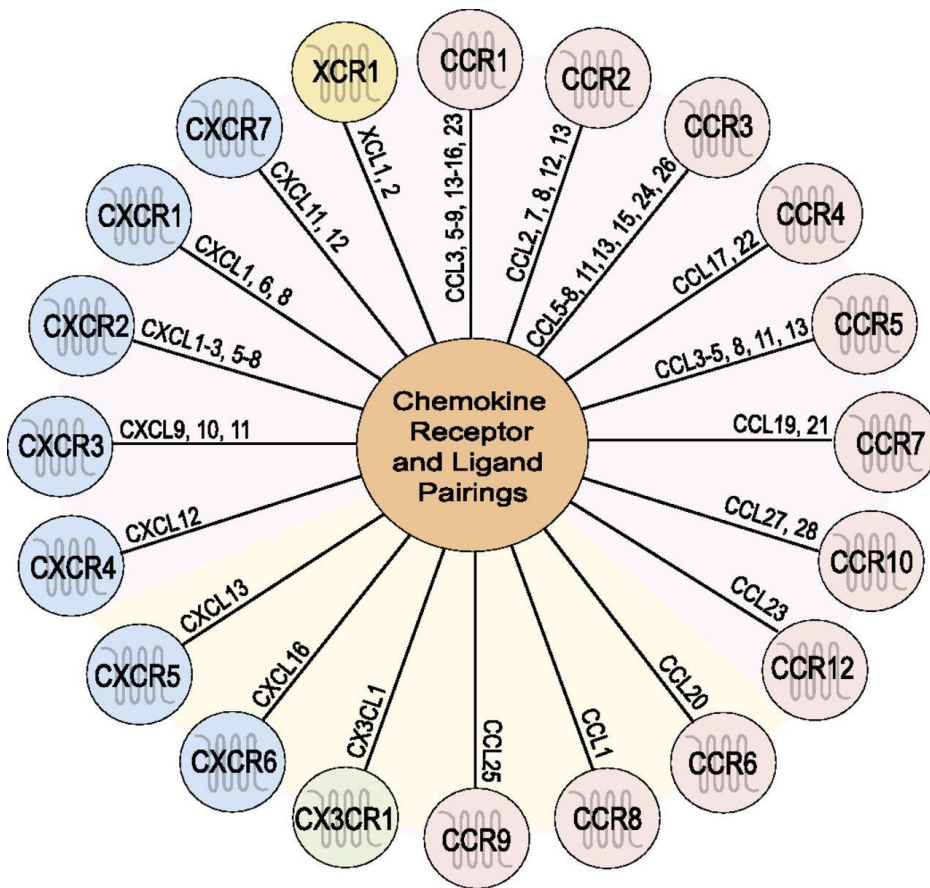 XCR1
CCR1
CCR2
CXCR7
CCR3
CXCR1
CCR4
CXCR2
CCR5
CXCR3
CCR7
CXCR4
CCR10
CXCR5
CCR12
CXCR6
CCR6
CX3CR1
CCR9
CCR8
XCL1, 2
CCL3, 5-9, 13-16, 23
CCL2, 7, 8, 12, 13
CXCL11, 12
CCL5-8, 11,13, 15, 24, 26
CXCL1, 6, 8
CCL17, 22
CXCL1-3, 5-8
CCL3-5, 8, 11, 13
CXCL9, 10, 11
CCL19, 21
CXCL12
CCL27, 28
CXCL13
CCL23
CXCL16
CCL20
CX3CL1
CCL25
CCL1
Chemokine
Receptor
and Ligand
Pairings